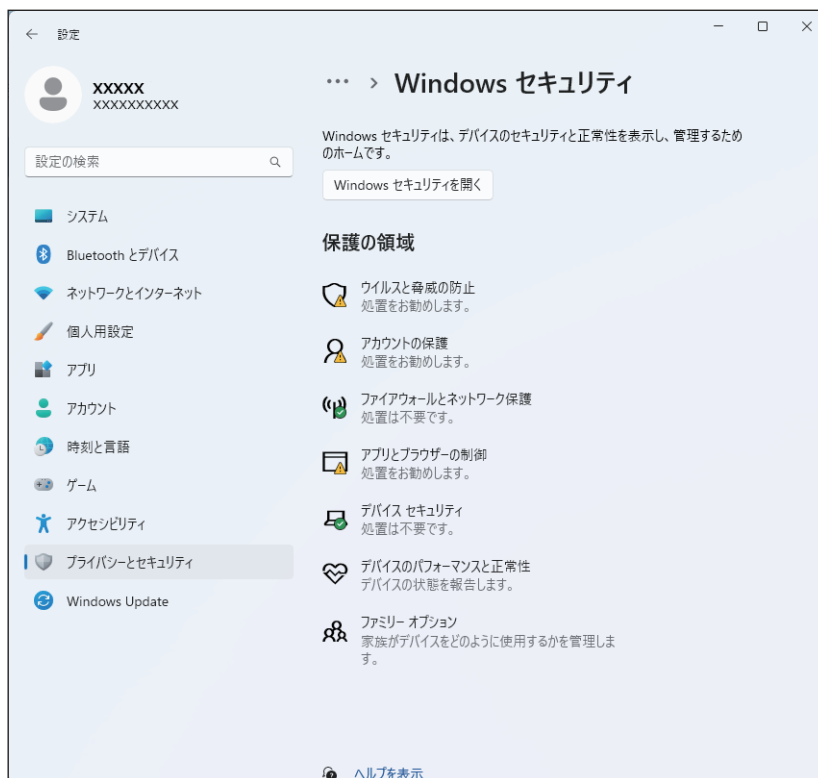 設定
XXXXX
XXXXXXXXXX
設定の検索
システム
Bluetooth とデバイス
ネットワークとインターネット
個人用設定
アプリ
アカウント
時刻と言語
ゲーム
アクセシビリティ
プライバシーとセキュリティ
Windows Update
… › Windows セキュリティ
Windows セキュリティは、デバイスのセキュリティと正常性を表示し、管理するため
のホームです。
Windows セキュリティを開く
保護の領域
ウイルスと脅威の防止
処置をお勧めします。
アカウントの保護
処置をお勧めします。
ファイアウォールとネットワーク保護
処置は不要です。
アプリとブラウザーの制御
処置をお勧めします。
デバイス セキュリティ
処置は不要です。
デバイスのパフォーマンスと正常性
デバイスの状態を報告します。
ファミリー オプション
家族がデバイスをどのように使用するかを管理しま
す。
ヘルプを表示